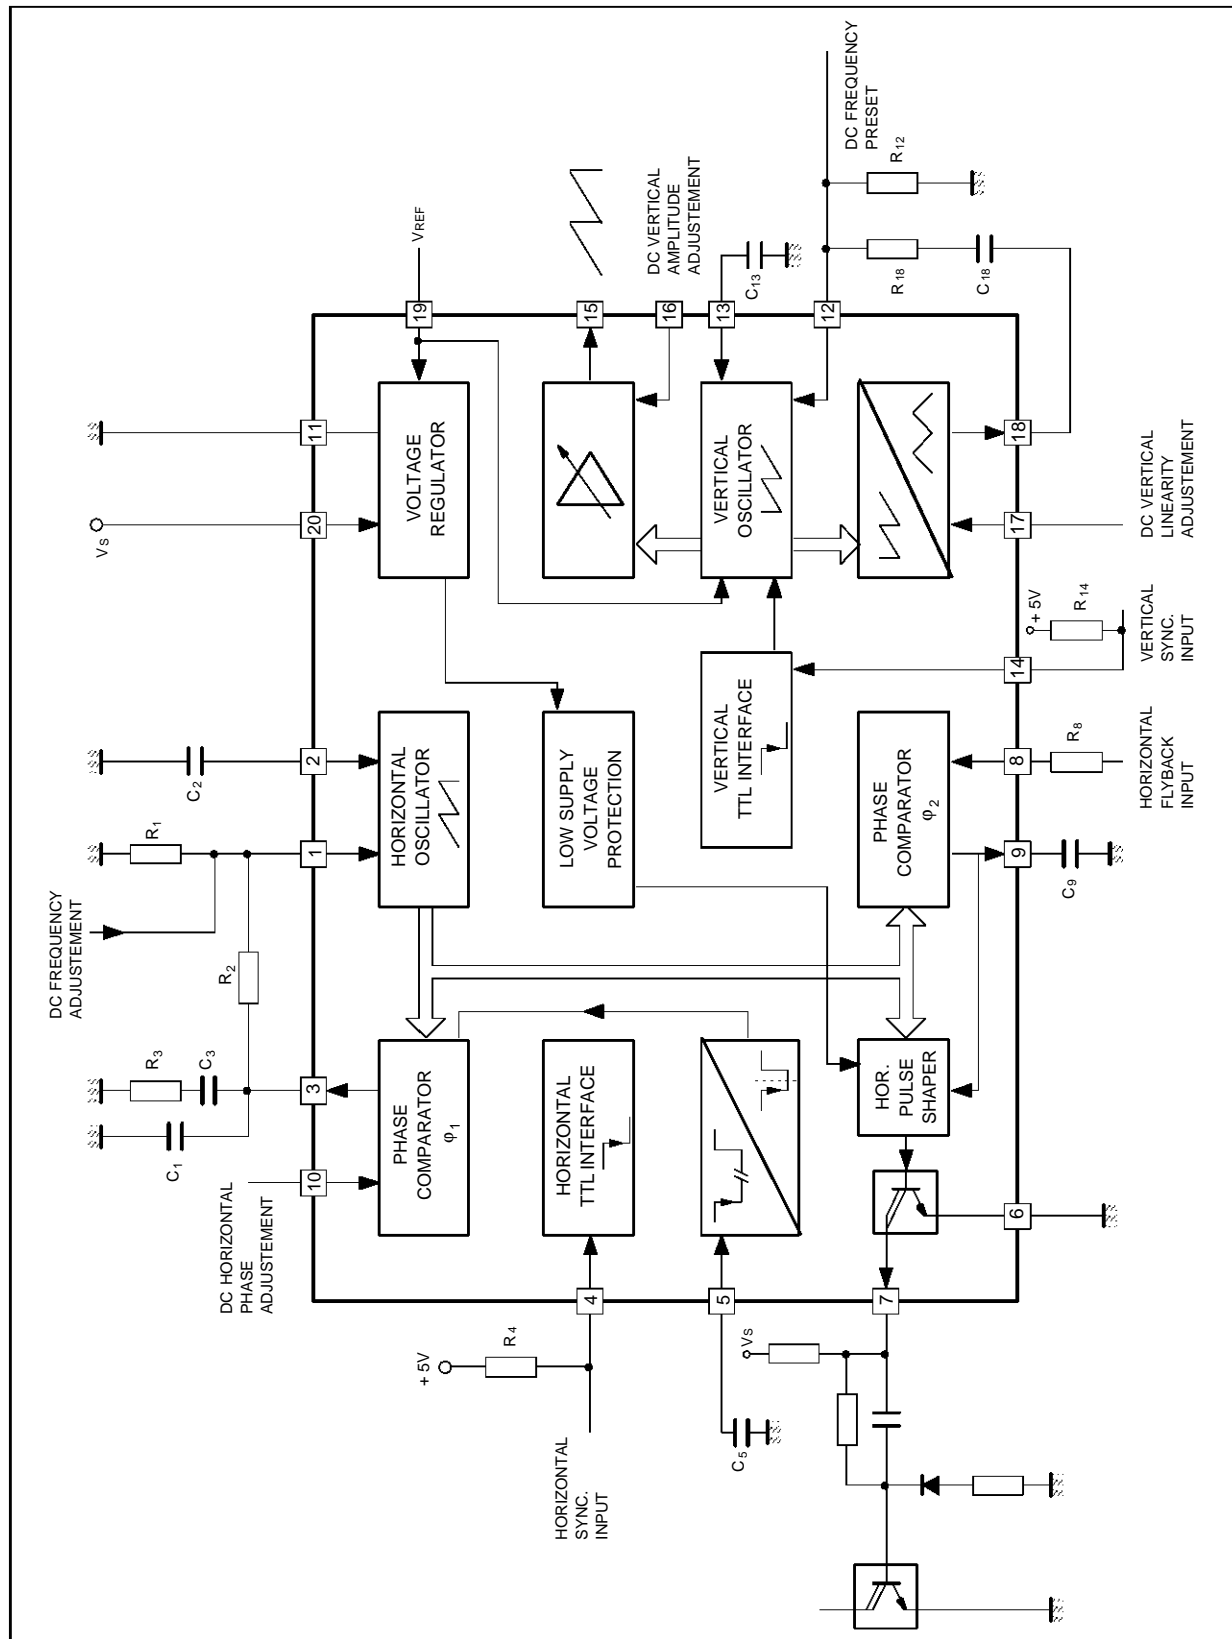 DC FREQUENCY
ADJUSTEMENT
C1
R3
C3
R2
R1
C2
VS
DC HORIZONTAL
PHASE
ADJUSTEMENT
10
3
1
2
20
11
PHASE
COMPARATOR
φ1
HORIZONTAL
OSCILLATOR
VOLTAGE
REGULATOR
19
VREF
+ 5V
R4
HORIZONTAL
SYNC.
INPUT
4
HORIZONTAL
TTL INTERFACE
LOW SUPPLY
VOLTAGE
PROTECTION
15
16
DC VERTICAL
AMPLITUDE
ADJUSTEMENT
C5
5
VERTICAL
TTL INTERFACE
VERTICAL
OSCILLATOR
13
C13
VS
7
HOR.
PULSE
SHAPER
PHASE
COMPARATOR
φ2
12
DC FREQUENCY
PRESET
R12
R18
C18
6
9
8
14
17
18
C9
R8
+ 5V
R14
HORIZONTAL
FLYBACK
INPUT
VERTICAL
SYNC.
INPUT
DC VERTICAL
LINEARITY
ADJUSTEMENT